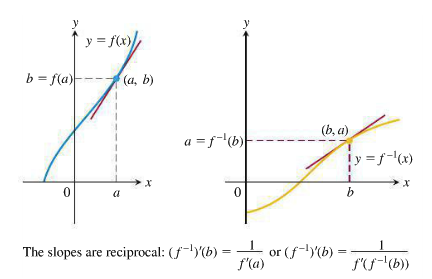 y
y = f(x)
b = f(a)
(a, b)
0
a
x
y
a = f⁻¹(b)
(b, a)
y = f⁻¹(x)
0
b
x
The slopes are reciprocal: (f⁻¹)′(b) = 1/f′(a) or (f⁻¹)′(b) = 1/f′(f⁻¹(b))